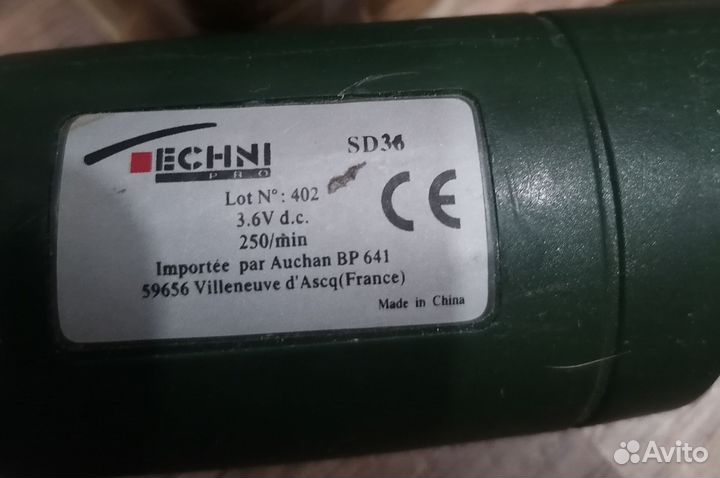 TECHNI
PRO
SD36
Lot Nº: 402
3.6V d.c.
250/min
Importée par Auchan BP 641
59656 Villeneuve d'Ascq(France)
CE
Made in China
Avito